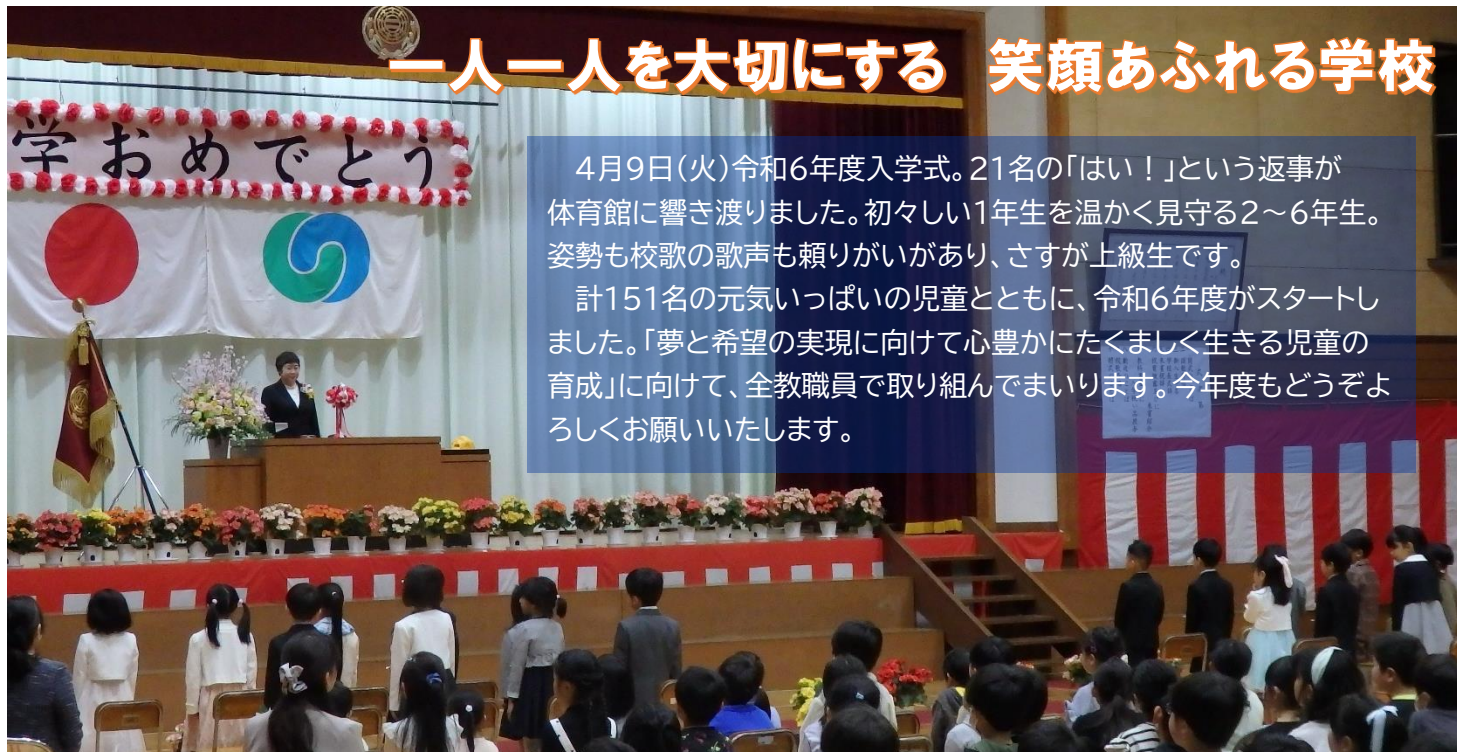 一人一人を大切にする　笑顔あふれる学校
学おめでとう
　4月9日(火)令和6年度入学式。21名の「はい！」という返事が
体育館に響き渡りました。初々しい1年生を温かく見守る2～6年生。
姿勢も校歌の歌声も頼りがいがあり、さすが上級生です。
　計151名の元気いっぱいの児童とともに、令和6年度がスタートし
ました。「夢と希望の実現に向けて心豊かにたくましく生きる児童の
育成」に向けて、全教職員で取り組んでまいります。今年度もどうぞよ
ろしくお願いいたします。